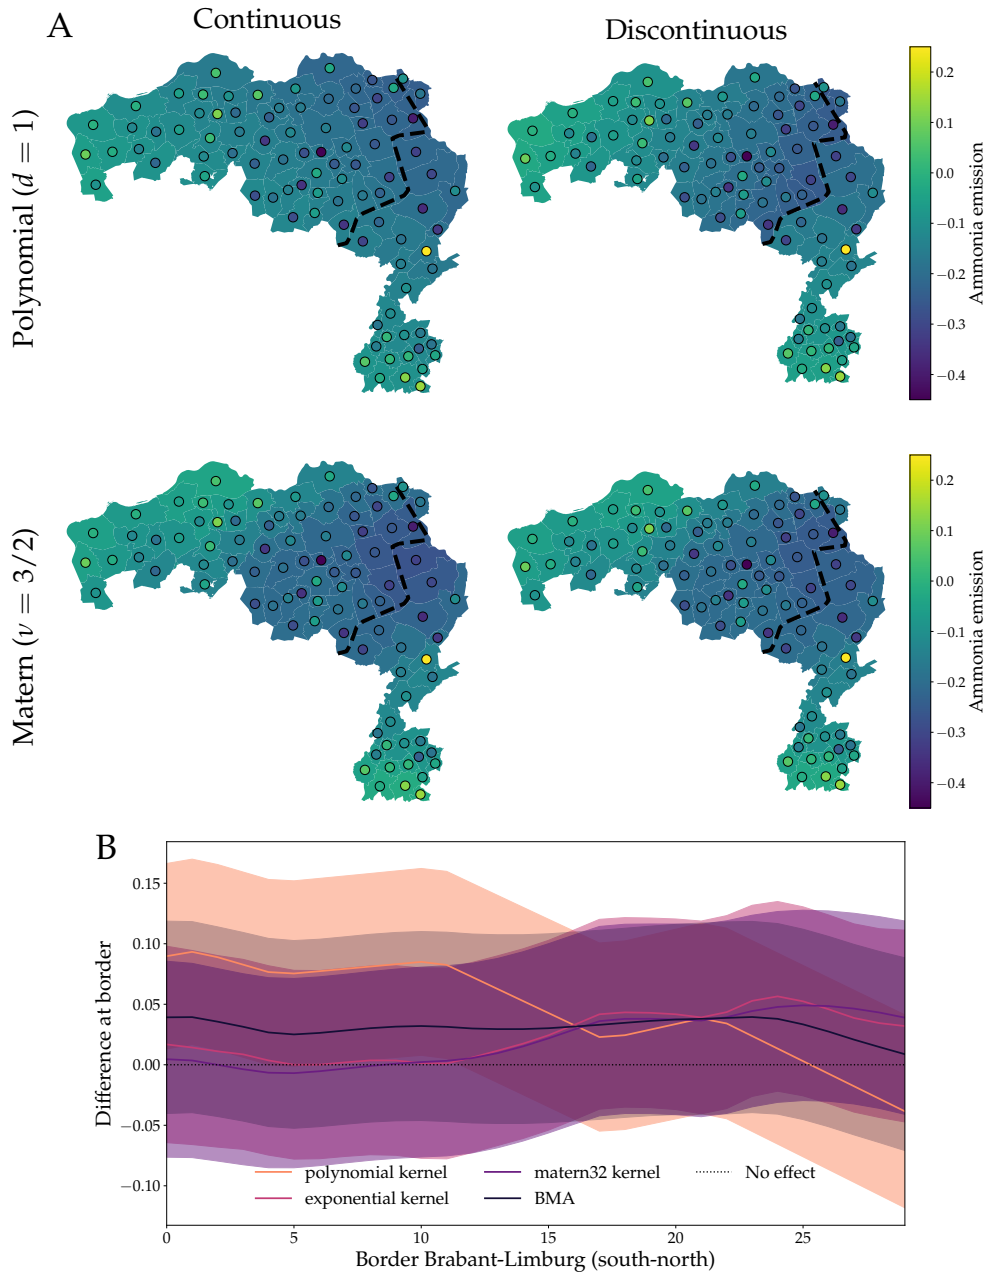 A
Continuous
Discontinuous
Polynomial (d = 1)
0.2
0.1
0.0
−0.1
−0.2
−0.3
−0.4
Ammonia emission
Matern (ν = 3/2)
0.2
0.1
0.0
−0.1
−0.2
−0.3
−0.4
Ammonia emission
B
Difference at border
0.15
0.10
0.05
0.00
−0.05
−0.10
polynomial kernel
exponential kernel
matern32 kernel
BMA
No effect
0 5 10 15 20 25
Border Brabant-Limburg (south-north)